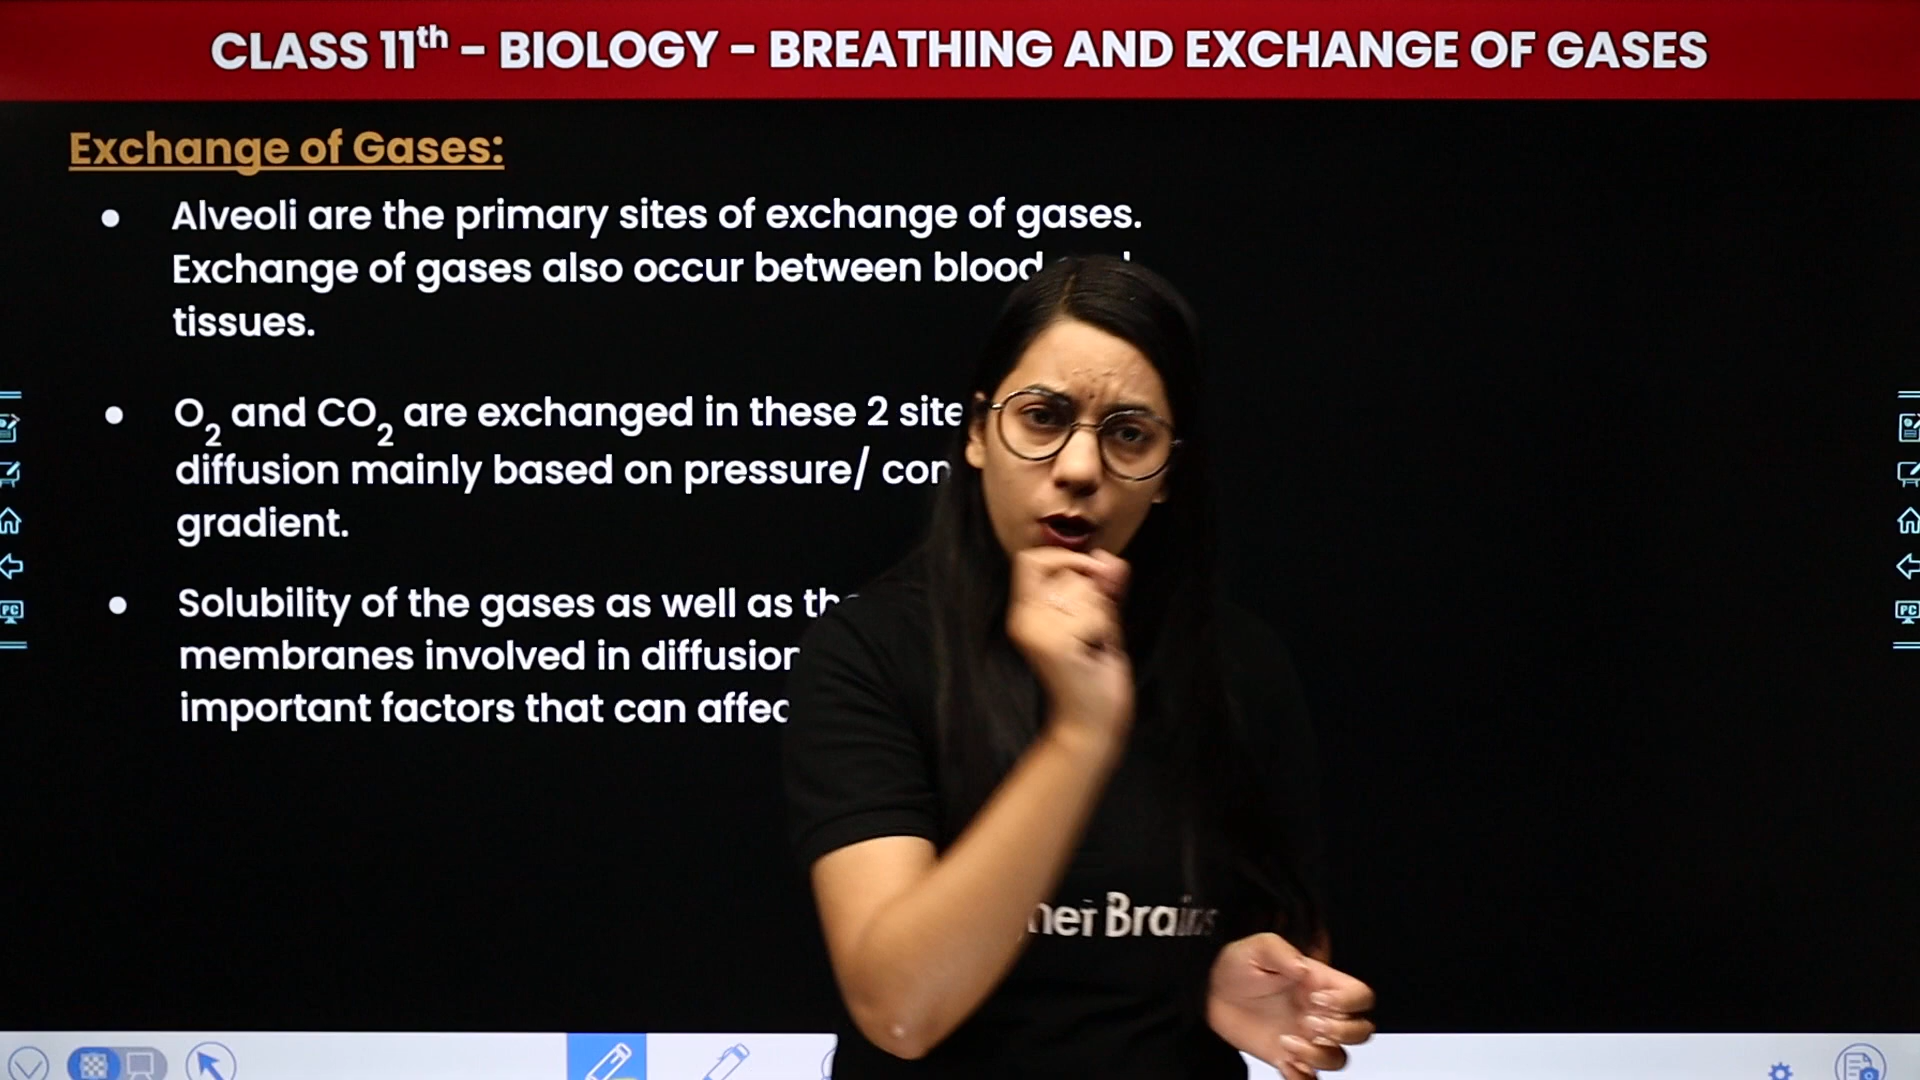 CLASS 11th – BIOLOGY – BREATHING AND EXCHANGE OF GASES
Exchange of Gases:
• Alveoli are the primary sites of exchange of gases.
Exchange of gases also occur between blood
tissues.
• O2 and CO2 are exchanged in these 2
diffusion mainly based on pressure/
gradient.
• Solubility of the gases as well as
membranes involved in
important factors that can
PC
PC